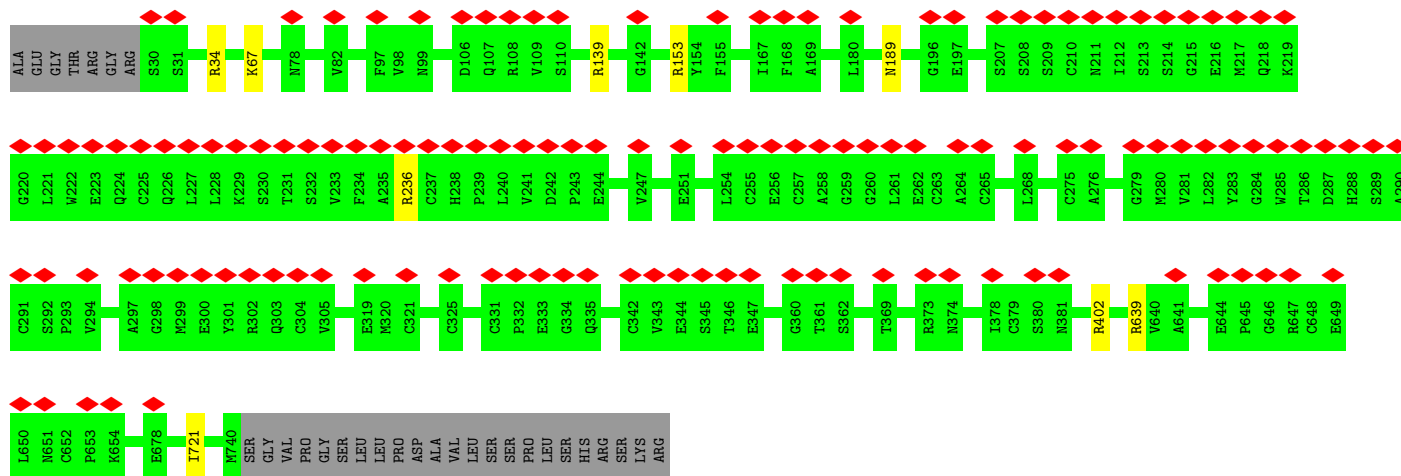 ALA GLU GLY THR ARG GLY ARG S30 S31 R34 K67 N78 V82 F97 V98 N99 D106 Q107 R108 V109 S110 R139 G142 R153 Y154 F155 I167 F168 A169 L180 N189 G196 E197 S207 S208 S209 C210 N211 I212 S213 S214 G215 E216 M217 Q218 K219
G220 L221 W222 E223 Q224 C225 Q226 L227 L228 K229 S230 T231 S232 V233 F234 A235 R236 C237 H238 P239 L240 V241 D242 P243 E244 V247 E251 L254 C255 E256 C257 A258 G259 G260 L261 E262 C263 A264 C265 L268 C275 A276 G279 M280 V281 L282 Y283 G284 W285 T286 D287 H288 S289 A290
C291 S292 P293 V294 A297 G298 M299 E300 Y301 R302 Q303 C304 V305 E319 M320 C321 C325 C331 P332 E333 G334 Q335 C342 V343 E344 S345 T346 E347 G360 T361 S362 T369 R373 N374 I378 C379 S380 N381 R402 R639 V640 A641 E644 P645 G646 R647 C648 E649
L650 N651 C652 P653 K654 E678 I721 M740 SER GLY VAL PRO GLY SER LEU LEU PRO ASP ALA VAL LEU SER SER PRO LEU SER HIS ARG SER LYS ARG